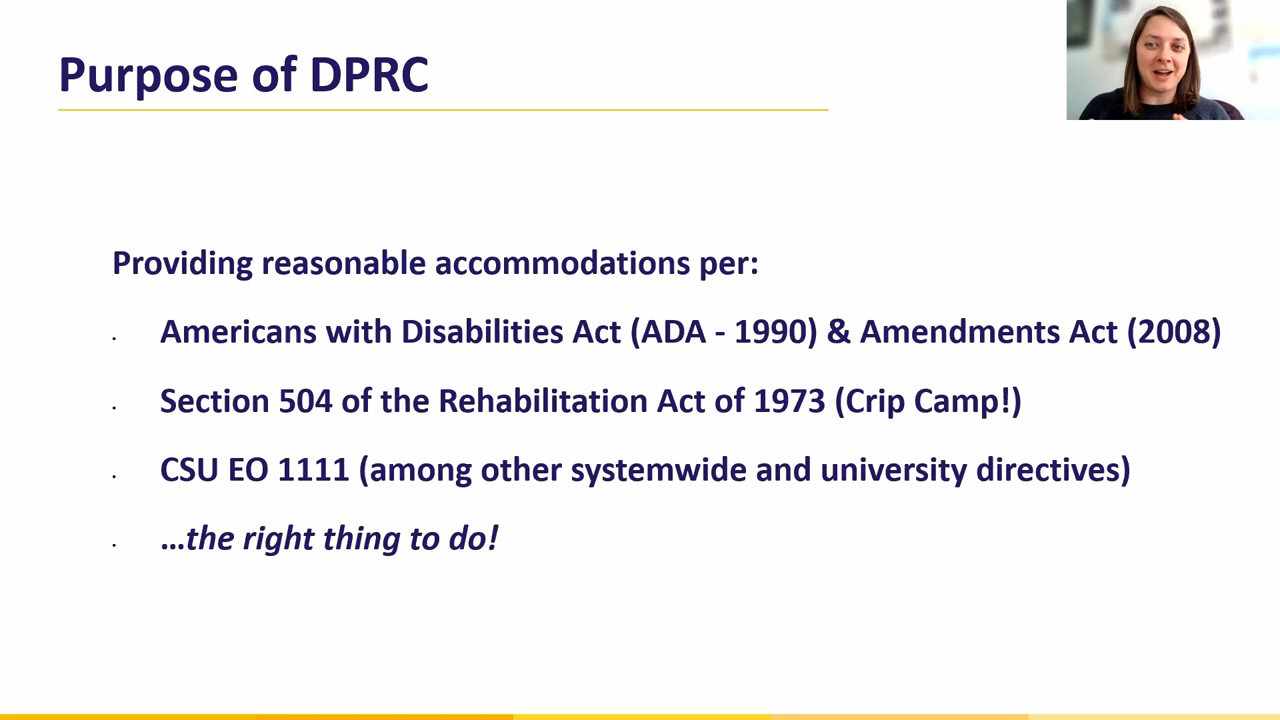 Purpose of DPRC
Providing reasonable accommodations per:
. Americans with Disabilities Act (ADA - 1990) & Amendments Act (2008)
. Section 504 of the Rehabilitation Act of 1973 (Crip Camp!)
. CSU EO 1111 (among other systemwide and university directives)
. …the right thing to do!